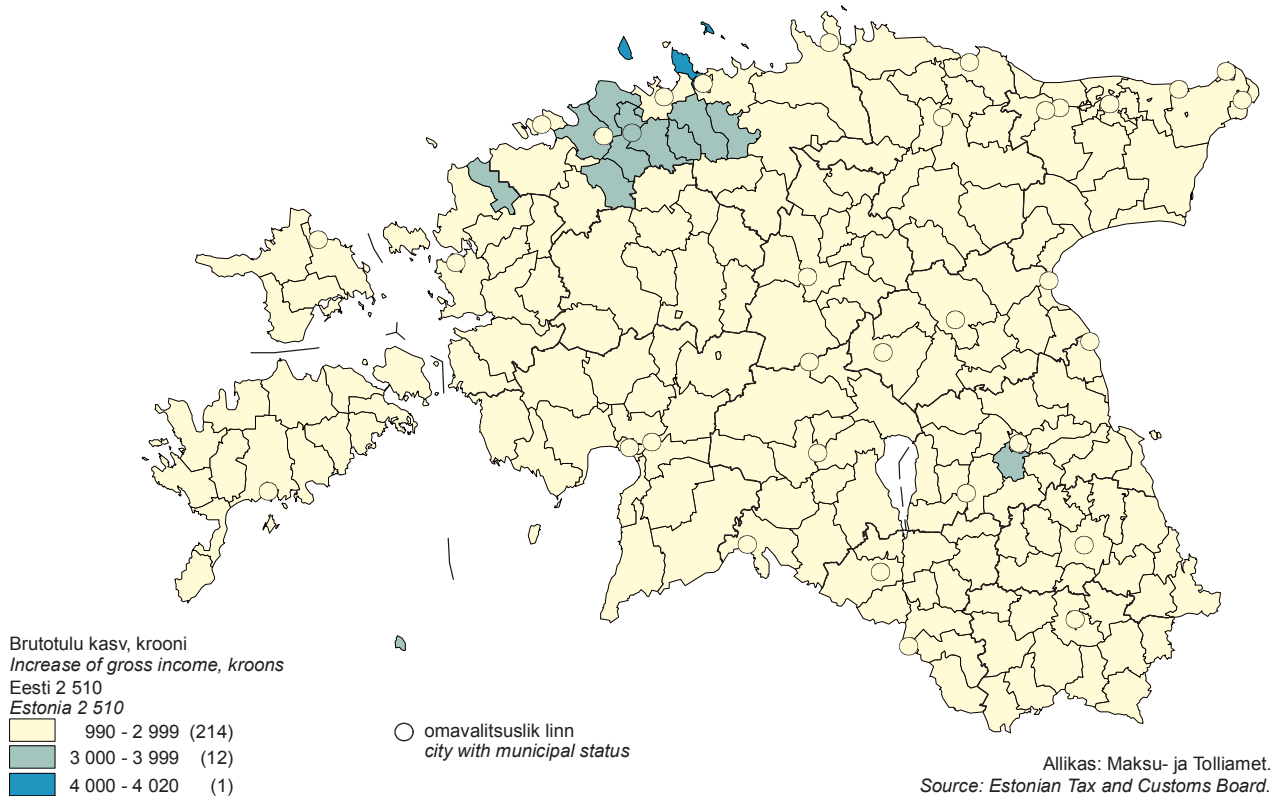 Brutotulu kasv, krooni
Increase of gross income, kroons
Eesti 2 510
Estonia 2 510
990 - 2 999 (214)
3 000 - 3 999 (12)
4 000 - 4 020 (1)
omavalitsuslik linn
city with municipal status
Allikas: Maksu- ja Tolliamet.
Source: Estonian Tax and Customs Board.